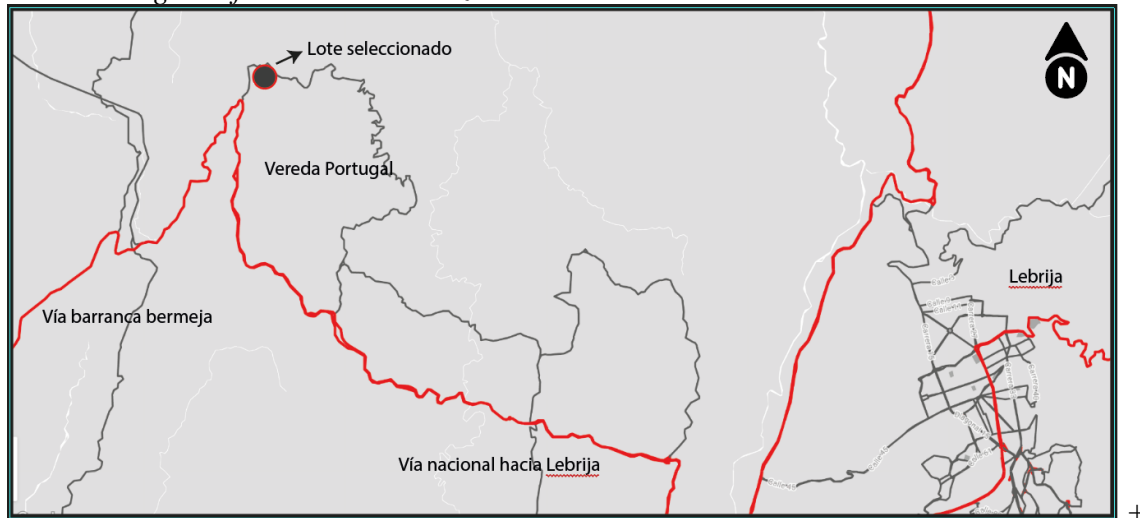 Lote seleccionado
N
Vereda Portugal
Lebrija
Vía barranca bermeja
Vía nacional hacia Lebrija
+